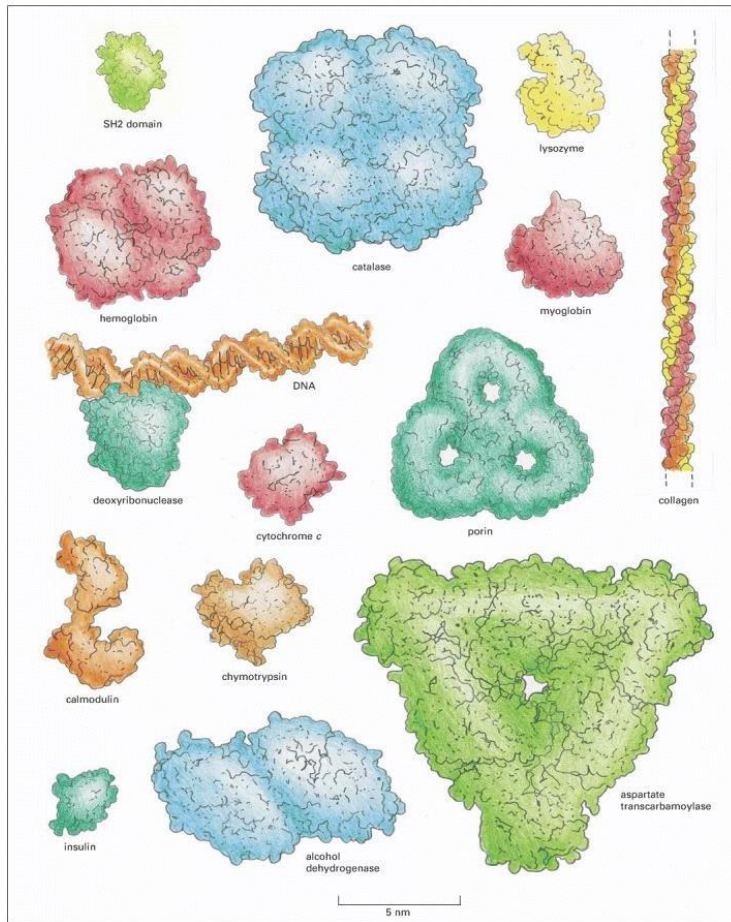 SH2 domain
catalase
lysozyme
hemoglobin
myoglobin
DNA
deoxyribonuclease
cytochrome c
porin
collagen
calmodulin
chymotrypsin
aspartate
transcarbamoylase
insulin
alcohol
dehydrogenase
5 nm